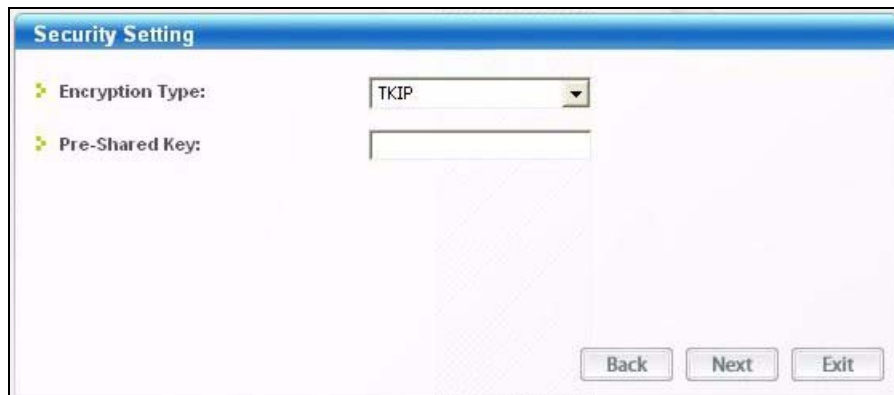 Security Setting
Encryption Type: TKIP
Pre-Shared Key:
Back Next Exit